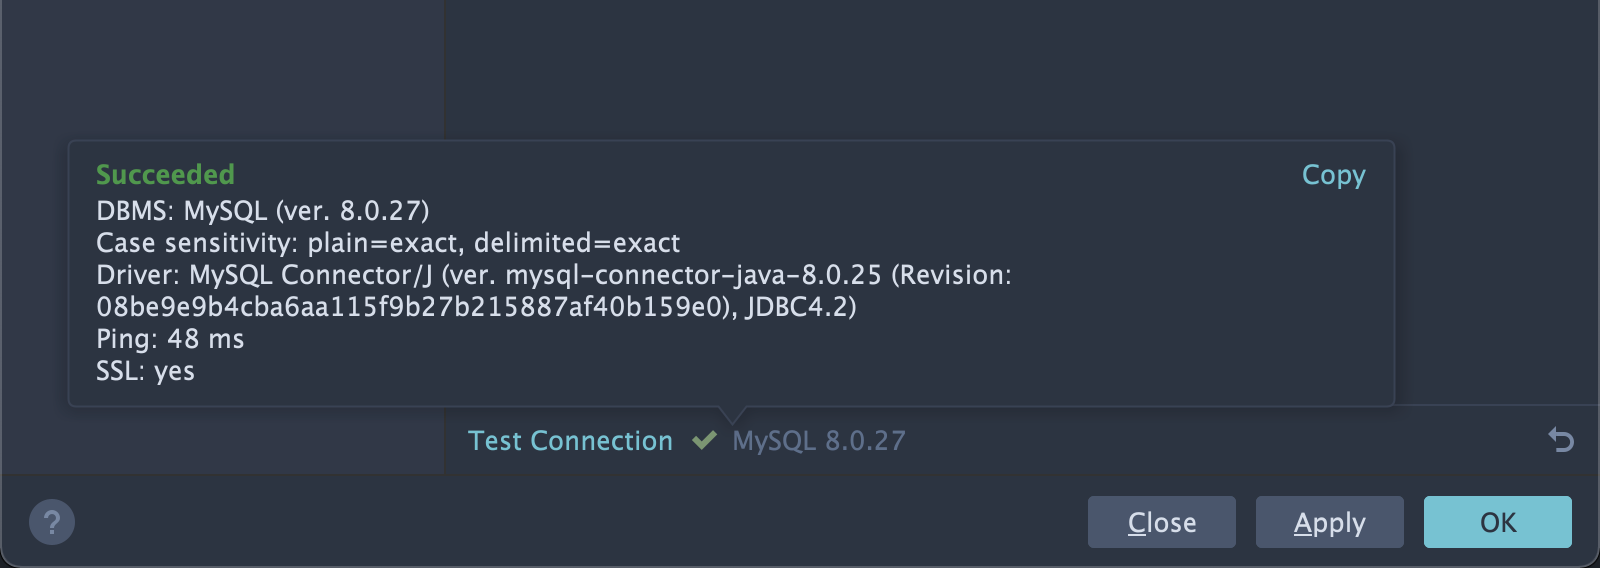 Succeeded
Copy
DBMS: MySQL (ver. 8.0.27)
Case sensitivity: plain=exact, delimited=exact
Driver: MySQL Connector/J (ver. mysql-connector-java-8.0.25 (Revision:
08be9e9b4cba6aa115f9b27b215887af40b159e0), JDBC4.2)
Ping: 48 ms
SSL: yes
Test Connection MySQL 8.0.27
?
Close
Apply
OK